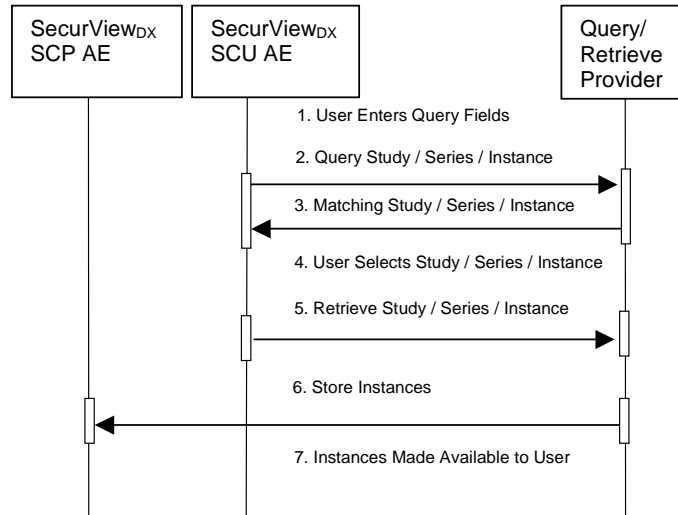 SecurViewDX
SCP AE
SecurViewDX
SCU AE
Query/
Retrieve
Provider
1. User Enters Query Fields
2. Query Study / Series / Instance
3. Matching Study / Series / Instance
4. User Selects Study / Series / Instance
5. Retrieve Study / Series / Instance
6. Store Instances
7. Instances Made Available to User